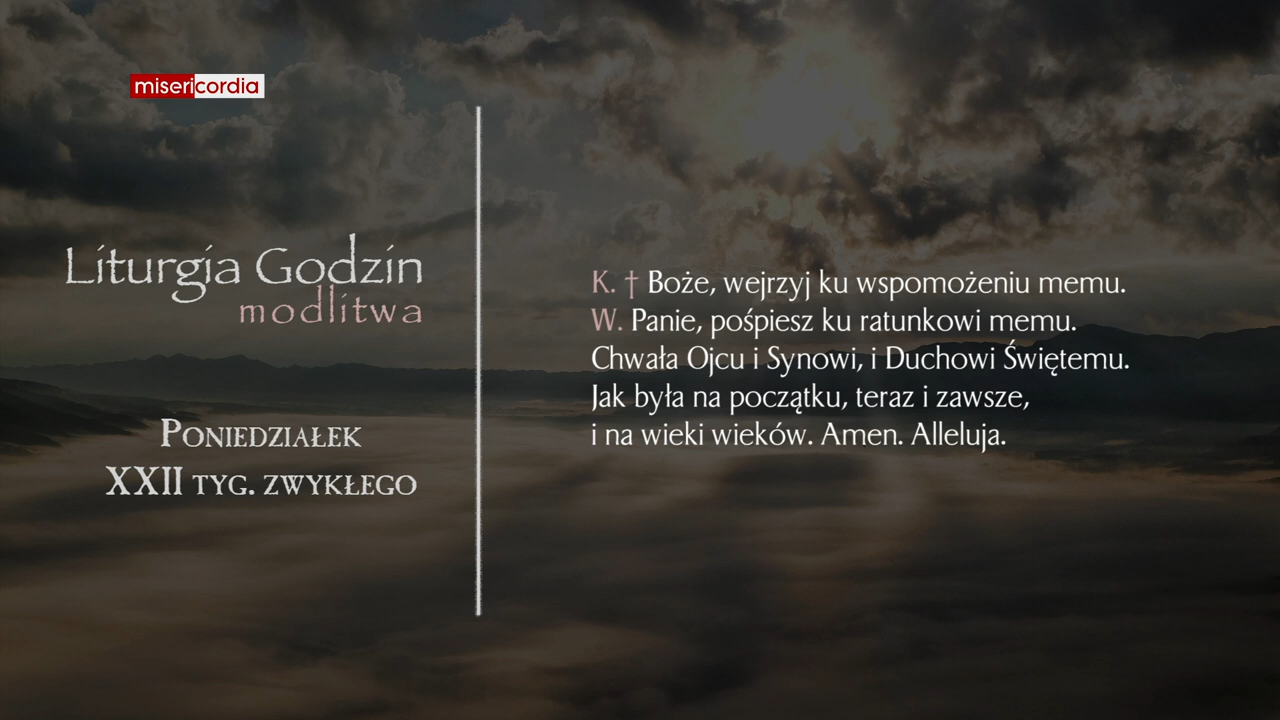 misericordia
Liturgia Godzin
modlitwa
Poniedziałek
XXII tyg. zwykłego
K. † Boże, wejrzyj ku wspomożeniu memu.
W. Panie, pośpiesz ku ratunkowi memu.
Chwała Ojcu i Synowi, i Duchowi Świętemu.
Jak była na początku, teraz i zawsze,
i na wieki wieków. Amen. Alleluja.